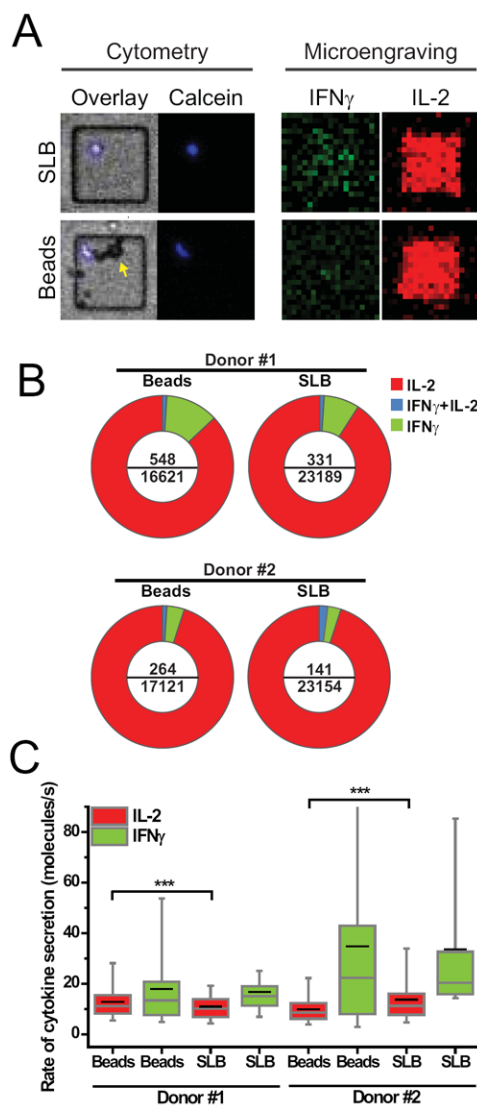 A
Cytometry
Microengraving
Overlay
Calcein
IFNγ
IL-2
SLB
Beads
B
Donor #1
Beads
SLB
IL-2
IFNγ+IL-2
IFNγ
548
16621
331
23189
Donor #2
Beads
SLB
264
17121
141
23154
C
Rate of cytokine secretion (molecules/s)
80
60
40
20
0
IL-2
IFNγ
***
***
Beads Beads SLB SLB Beads Beads SLB SLB
Donor #1 Donor #2